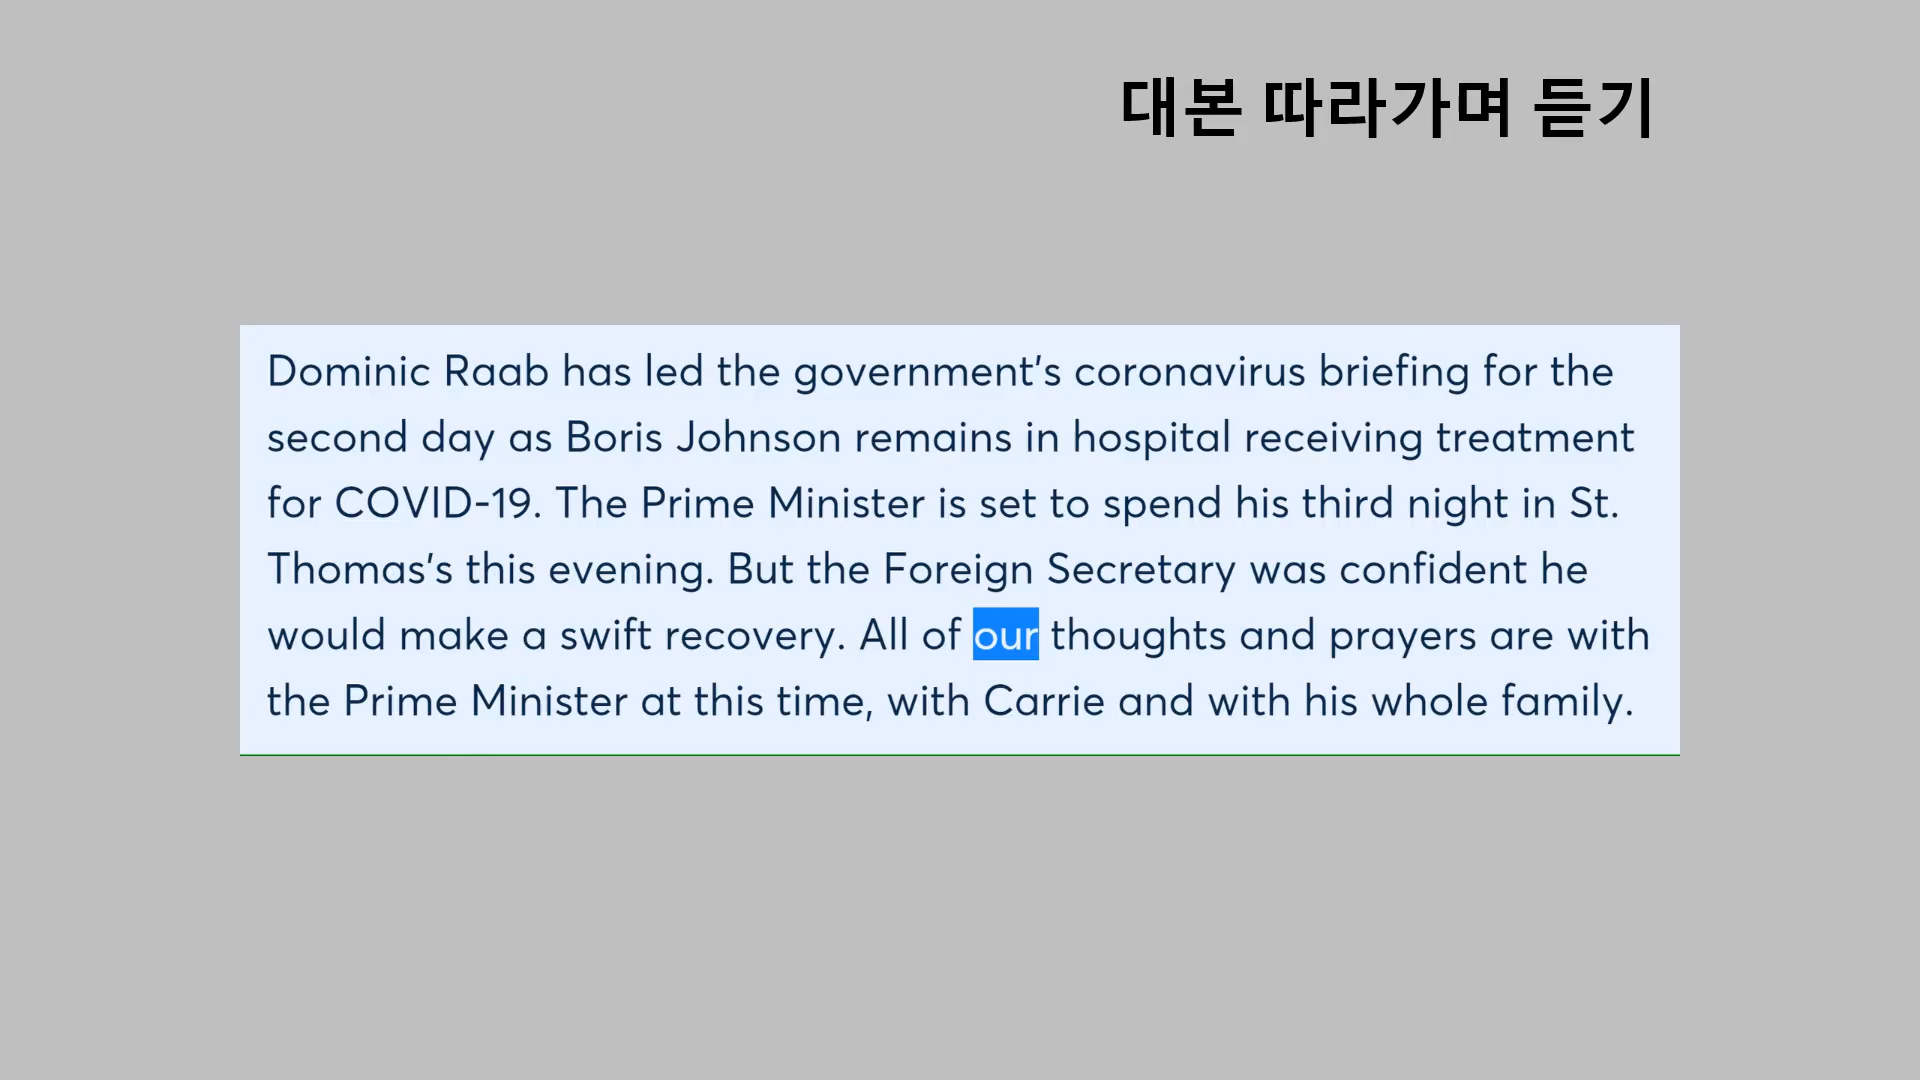 대본 따라가며 듣기
Dominic Raab has led the government's coronavirus briefing for the
second day as Boris Johnson remains in hospital receiving treatment
for COVID-19. The Prime Minister is set to spend his third night in St.
Thomas's this evening. But the Foreign Secretary was confident he
would make a swift recovery. All of our thoughts and prayers are with
the Prime Minister at this time, with Carrie and with his whole family.